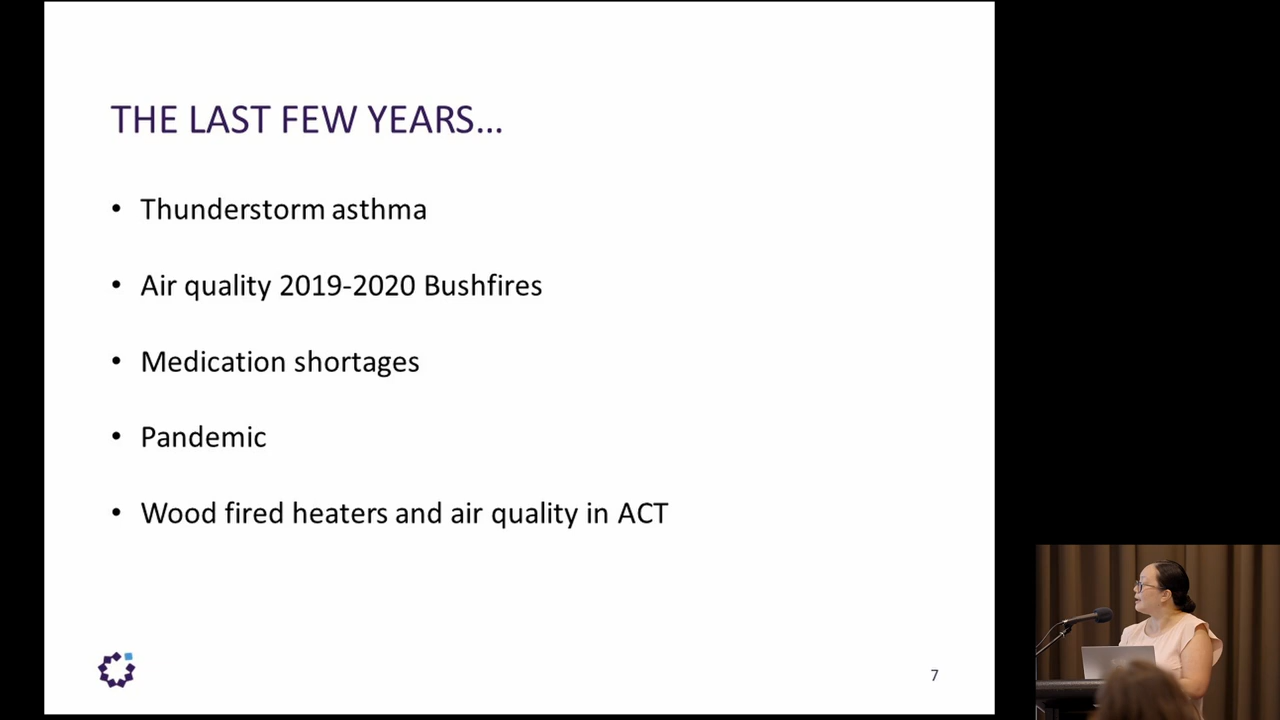 THE LAST FEW YEARS...
• Thunderstorm asthma
• Air quality 2019-2020 Bushfires
• Medication shortages
• Pandemic
• Wood fired heaters and air quality in ACT
7